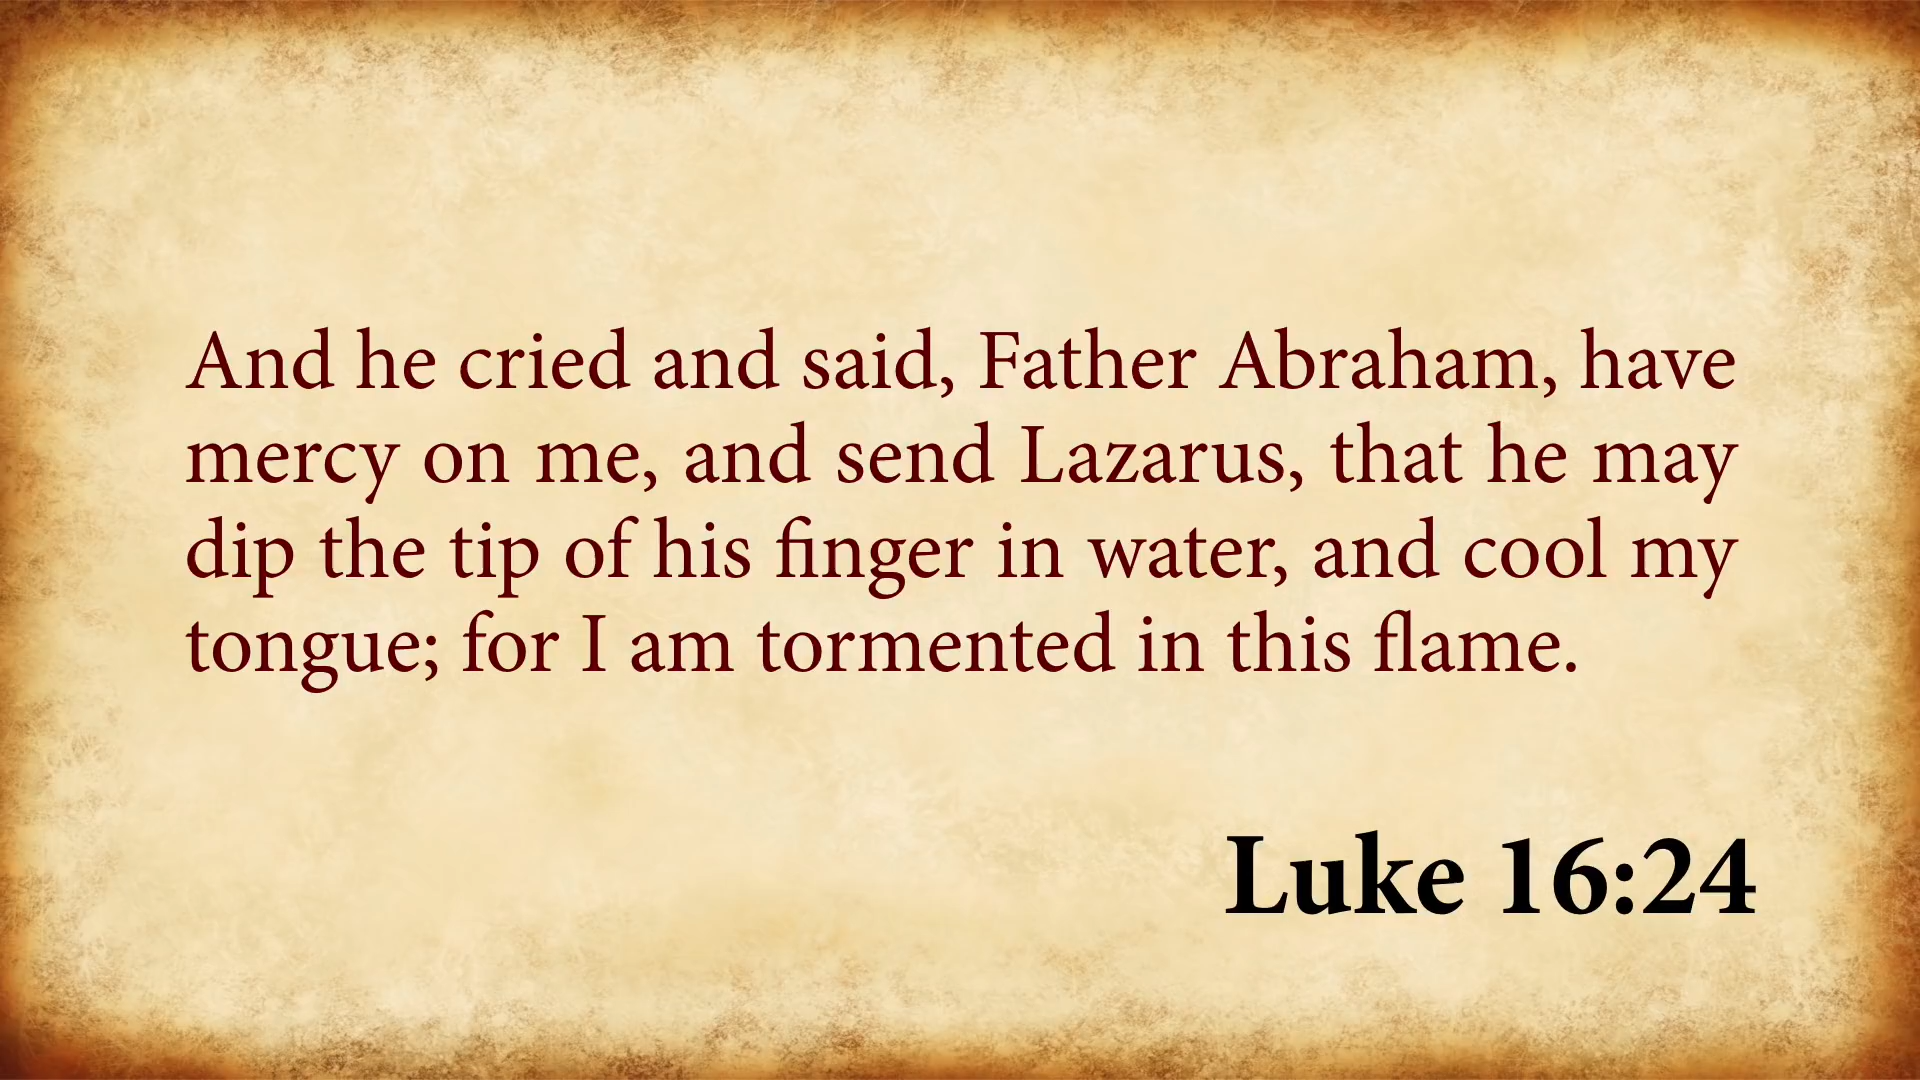 And he cried and said, Father Abraham, have
mercy on me, and send Lazarus, that he may
dip the tip of his finger in water, and cool my
tongue; for I am tormented in this flame.
Luke 16:24